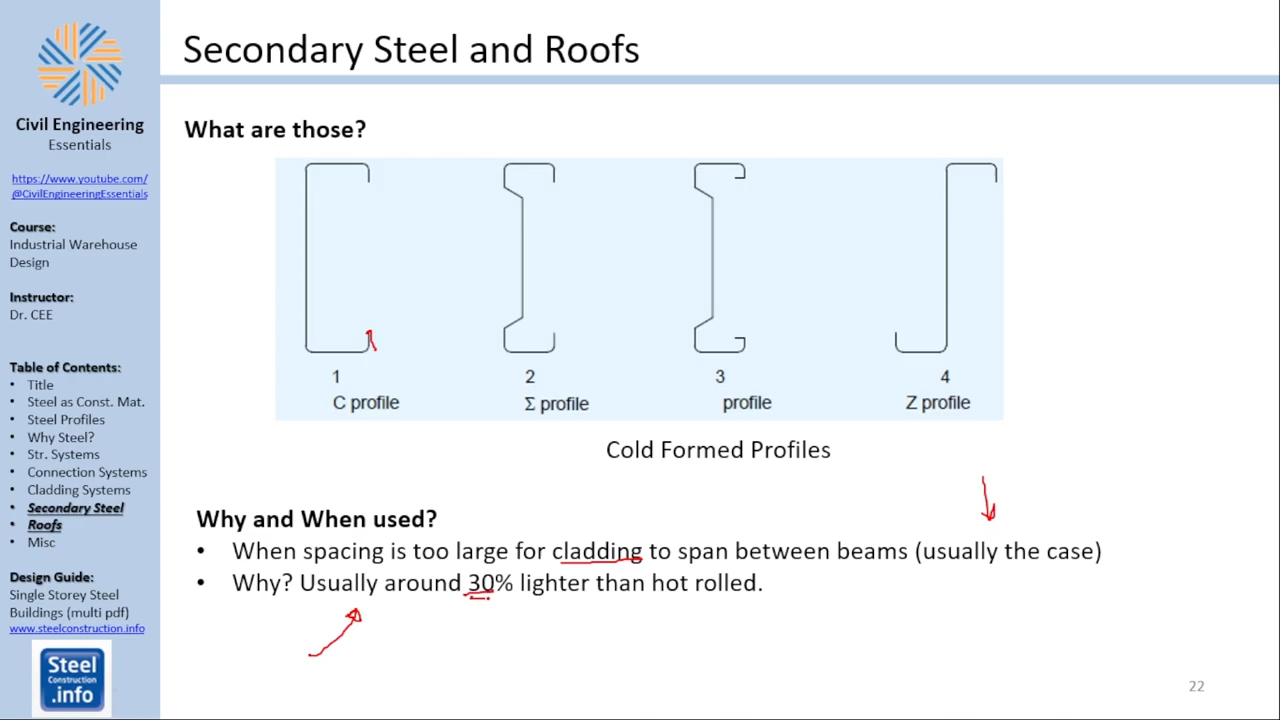 Secondary Steel and Roofs
Civil Engineering
Essentials
https://www.youtube.com/
@CivilEngineeringEssentials
Course:
Industrial Warehouse
Design
Instructor:
Dr. CEE
Table of Contents:
• Title
• Steel as Const. Mat.
• Steel Profiles
• Why Steel?
• Str. Systems
• Connection Systems
• Cladding Systems
• Secondary Steel
• Roofs
• Misc
Design Guide:
Single Storey Steel
Buildings (multi pdf)
www.steelconstruction.info
Steel
Construction
.info
What are those?
1 2 3 4
C profile Σ profile profile Z profile
Cold Formed Profiles
Why and When used?
• When spacing is too large for cladding to span between beams (usually the case)
• Why? Usually around 30% lighter than hot rolled.
22